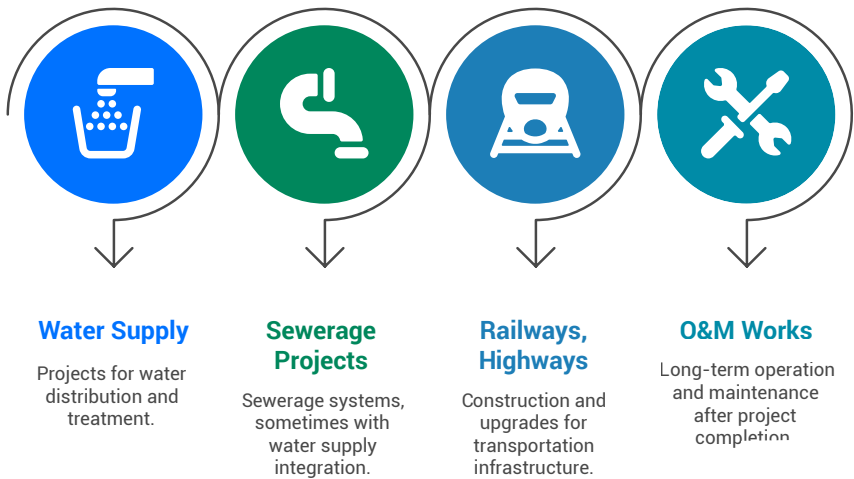 Water Supply
Projects for water
distribution and
treatment.
Sewerage
Projects
Sewerage systems,
sometimes with
water supply
integration.
Railways,
Highways
Construction and
upgrades for
transportation
infrastructure.
O&M Works
Long-term operation
and maintenance
after project
completion